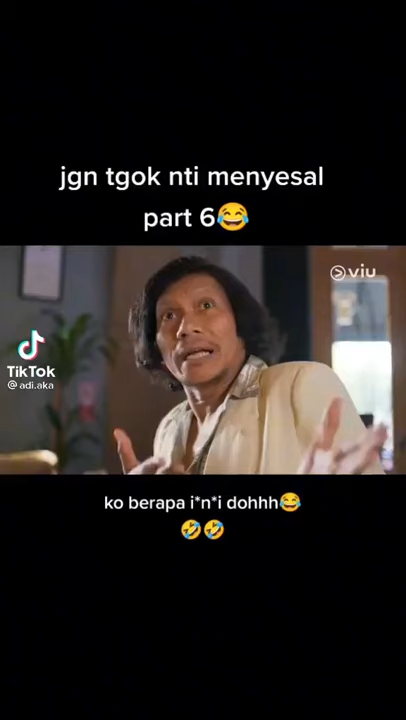 jgn tgok nti menyesal
part 6😂
viu
TikTok
@adi.aka
ko berapa i*n*i dohhh😂
🤣🤣